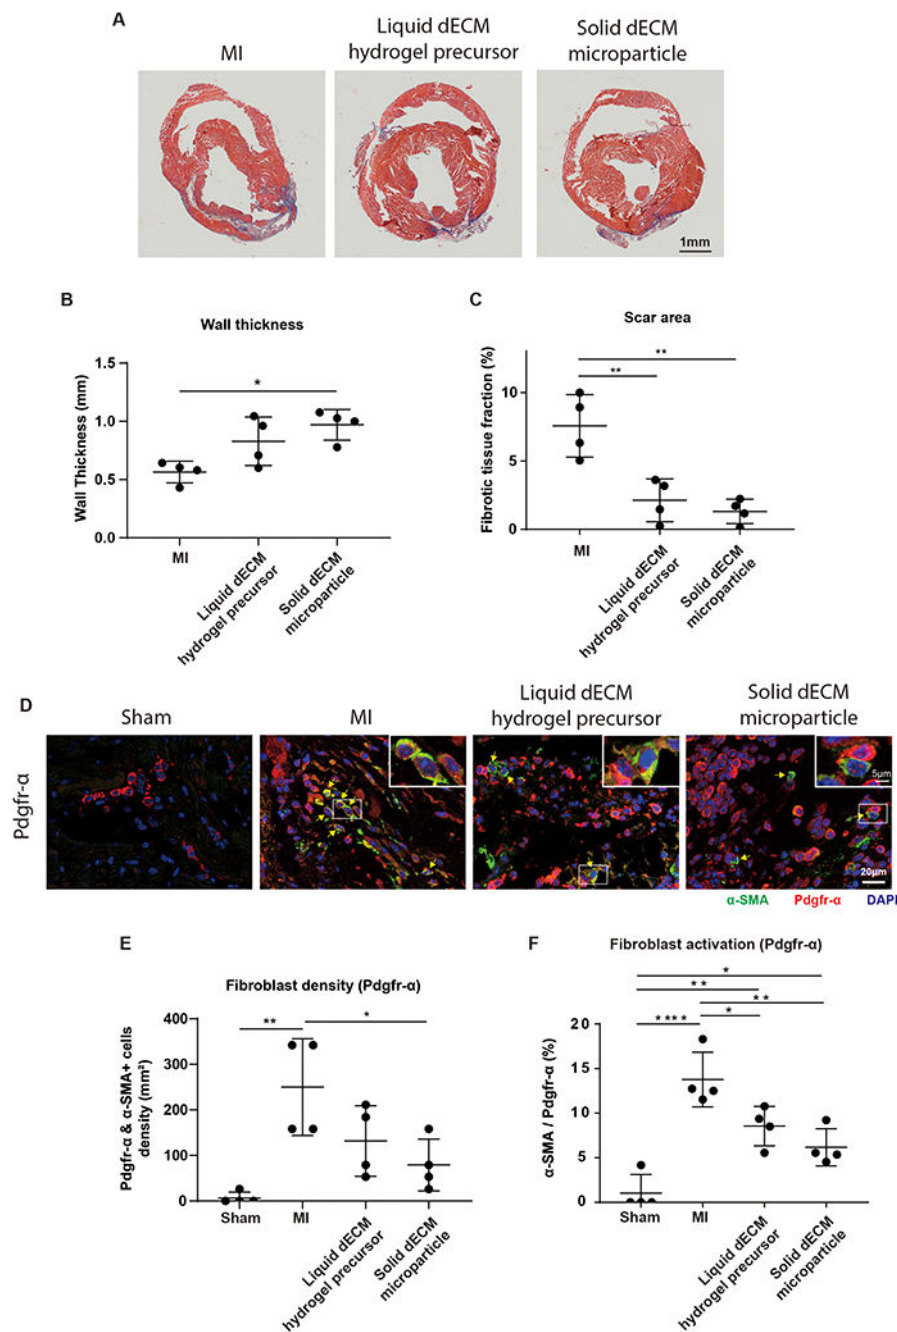 A
MI
Liquid dECM
hydrogel precursor
Solid dECM
microparticle
1mm
B
Wall thickness
Wall Thickness (mm)
1.5
1.0
0.5
0.0
*
MI
Liquid dECM
hydrogel precursor
Solid dECM
microparticle
C
Scar area
Fibrotic tissue fraction (%)
10
5
0
**
**
MI
Liquid dECM
hydrogel precursor
Solid dECM
microparticle
D
Sham
MI
Liquid dECM
hydrogel precursor
Solid dECM
microparticle
Pdgfr-α
5μm
20μm
α-SMA Pdgfr-α DAPI
E
Fibroblast density (Pdgfr-α)
Pdgfr-α & α-SMA+ cells
density (mm²)
400
300
200
100
0
**
*
Sham
MI
Liquid dECM
hydrogel precursor
Solid dECM
microparticle
F
Fibroblast activation (Pdgfr-α)
α-SMA / Pdgfr-α (%)
20
15
10
5
0
*
**
**
****
*
Sham
MI
Liquid dECM
hydrogel precursor
Solid dECM
microparticle